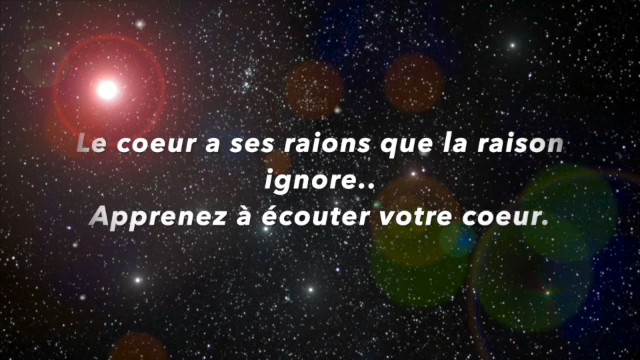 Le coeur a ses raions que la raison
ignore..
Apprenez à écouter votre coeur.